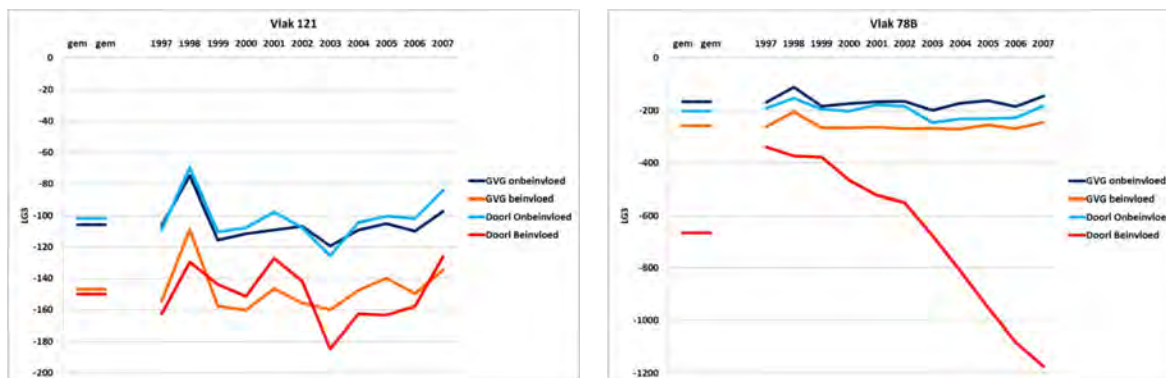 Vlak 121
gem gem 1997 1998 1999 2000 2001 2002 2003 2004 2005 2006 2007
0
-20
-40
-60
-80
-100
-120
-140
-160
-180
-200
LG3
GVG onbeinvloed
GVG beinvloed
Doorl Onbeinvloed
Doorl Beinvloed
Vlak 78B
gem gem 1997 1998 1999 2000 2001 2002 2003 2004 2005 2006 2007
0
-200
-400
-600
-800
-1000
-1200
LG3
GVG onbeinvloed
GVG beinvloed
Doorl Onbeinvloed
Doorl Beinvloed